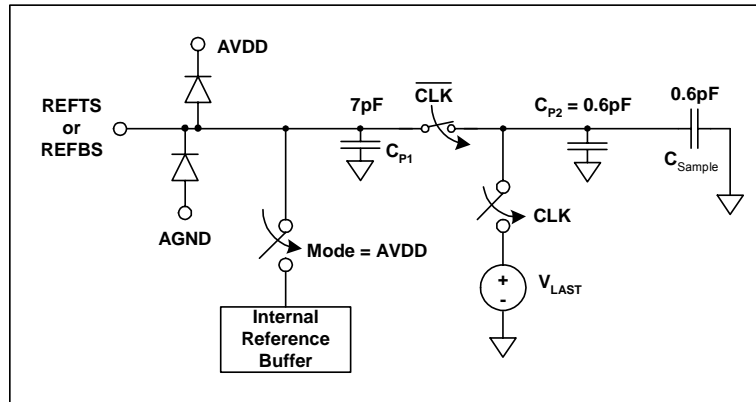 AVDD
REFTS
or
REFBS
7pF
CLK
C_P2 = 0.6pF
0.6pF
C_P1
C_Sample
AGND
Mode = AVDD
CLK
+
-
V_LAST
Internal
Reference
Buffer